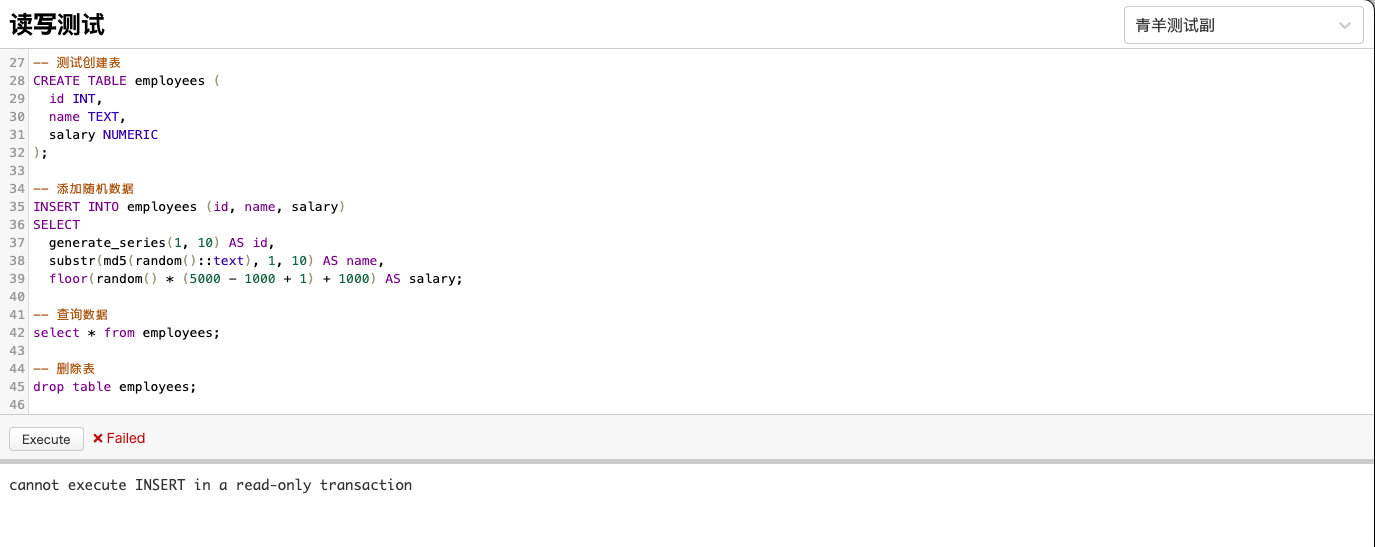 读写测试
青羊测试副
27 -- 测试创建表
28 CREATE TABLE employees (
29   id INT,
30   name TEXT,
31   salary NUMERIC
32 );
33
34 -- 添加随机数据
35 INSERT INTO employees (id, name, salary)
36 SELECT
37   generate_series(1, 10) AS id,
38   substr(md5(random()::text), 1, 10) AS name,
39   floor(random() * (5000 - 1000 + 1) + 1000) AS salary;
40
41 -- 查询数据
42 select * from employees;
43
44 -- 删除表
45 drop table employees;
46
Execute ✖ Failed
cannot execute INSERT in a read-only transaction